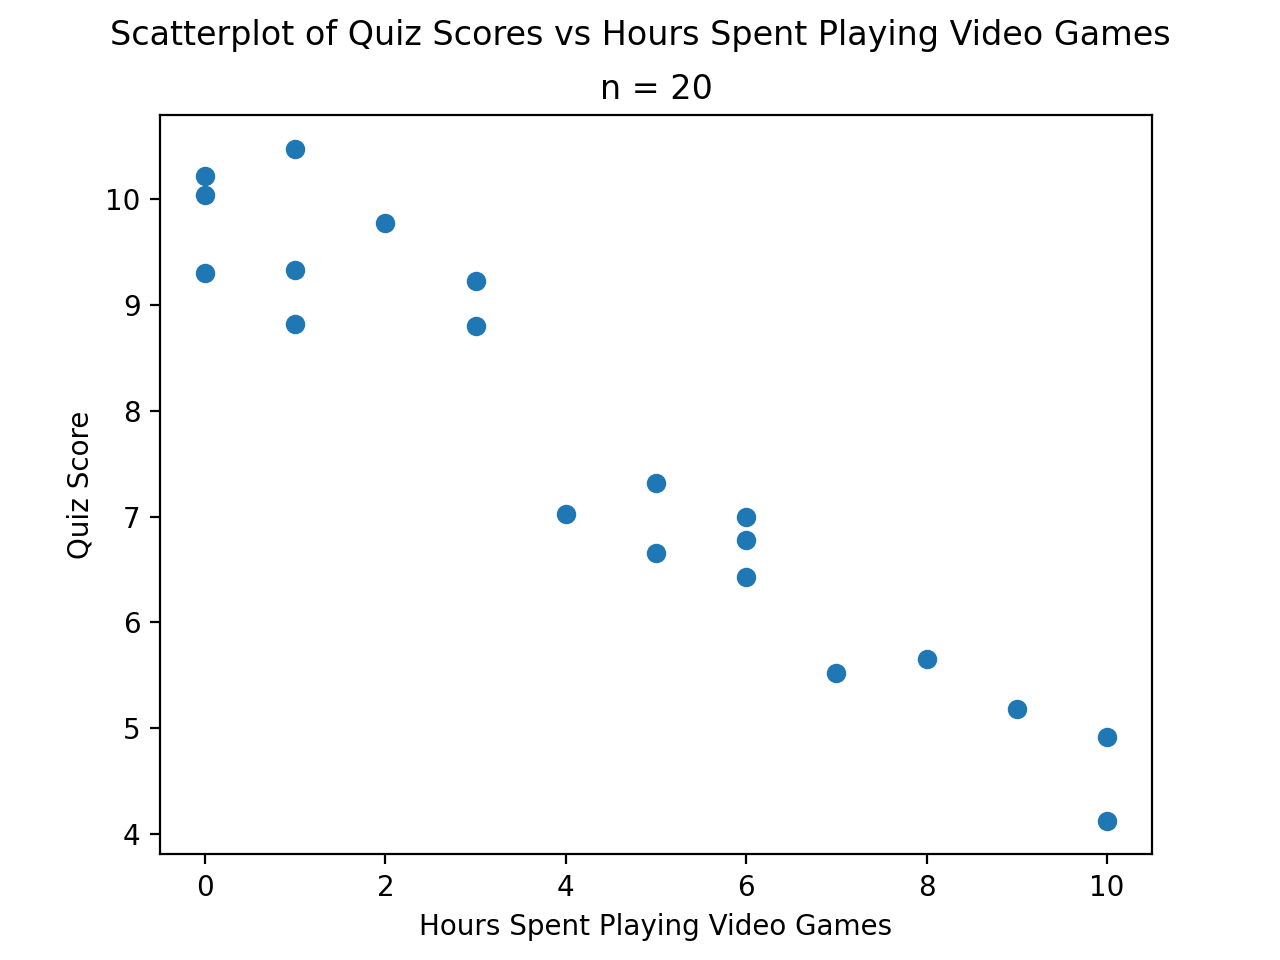 Scatterplot of Quiz Scores vs Hours Spent Playing Video Games
n = 20
10
9
8
7
6
5
4
Quiz Score
0 2 4 6 8 10
Hours Spent Playing Video Games